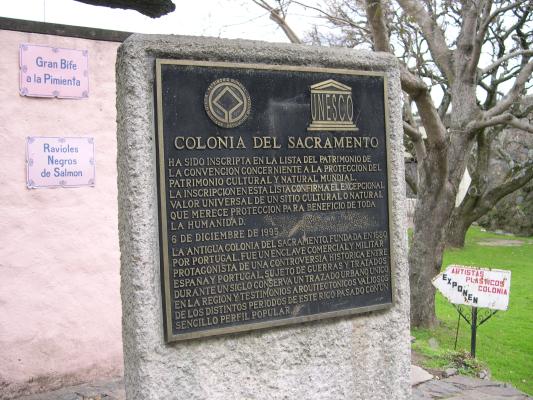 Gran Bife
a la Pimienta
Ravioles
Negros
de Salmon
UNESCO
COLONIA DEL SACRAMENTO
HA SIDO INSCRIPTA EN LA LISTA DEL PATRIMONIO DE
LA CONVENCION CONCERNIENTE A LA PROTECCION DEL
PATRIMONIO CULTURAL Y NATURAL MUNDIAL.
LA INSCRIPCION EN ESTA LISTA CONFIRMA EL EXCEPCIONAL
VALOR UNIVERSAL DE UN SITIO CULTURAL O NATURAL
QUE MERECE PROTECCION PARA BENEFICIO DE TODA
LA HUMANIDAD.
6 DE DICIEMBRE DE 1995
LA ANTIGUA COLONIA DEL SACRAMENTO, FUNDADA EN 1680
POR PORTUGAL, FUE UN ENCLAVE COMERCIAL Y MILITAR
PROTAGONISTA DE UNA CONTROVERSIA HISTORICA ENTRE
ESPAÑA Y PORTUGAL, SUJETO DE GUERRAS Y TRATADOS
DURANTE UN SIGLO CONSERVA UN TRAZADO URBANO UNICO
EN LA REGION Y TESTIMONIOS ARQUITECTONICOS VALIOSOS
DE LOS DISTINTOS PERIODOS DE ESTE RICO PASADO CON UN
SENCILLO PERFIL POPULAR.
ARTISTAS
PLASTICOS
COLONIA
EXPONEN